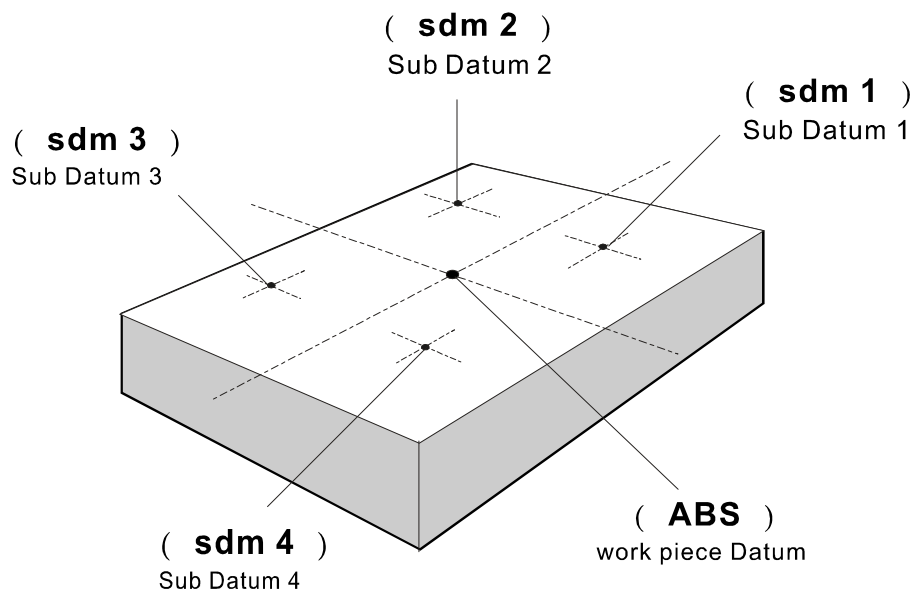 ( sdm 2 )
Sub Datum 2
( sdm 1 )
Sub Datum 1
( sdm 3 )
Sub Datum 3
( ABS )
work piece Datum
( sdm 4 )
Sub Datum 4